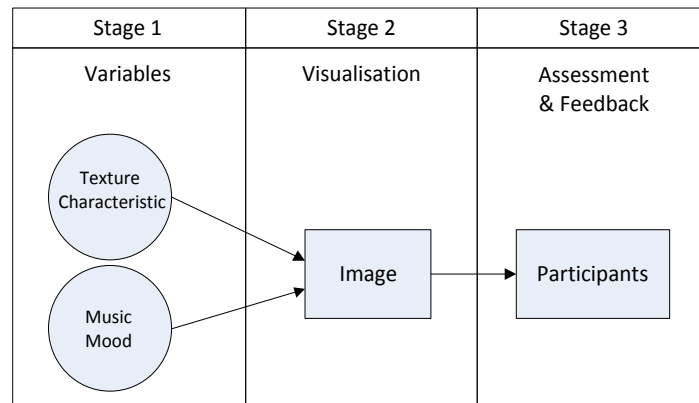 Stage 1
Stage 2
Stage 3
Variables
Visualisation
Assessment
& Feedback
Texture
Characteristic
Music
Mood
Image
Participants